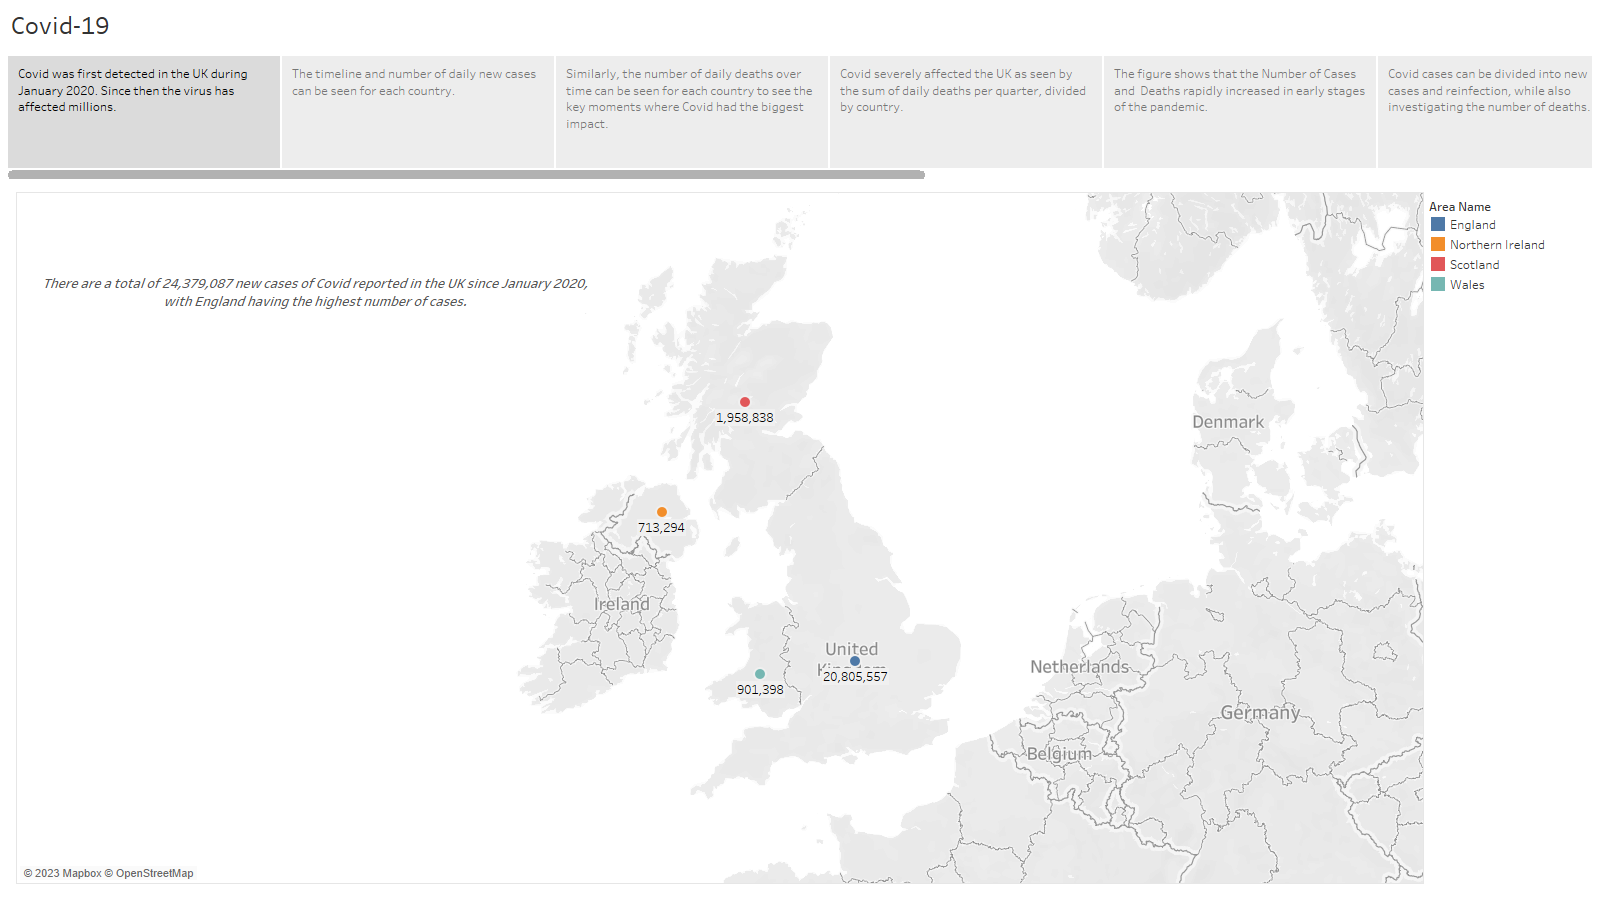 Covid-19
Covid was first detected in the UK during
January 2020. Since then the virus has
affected millions.
The timeline and number of daily new cases
can be seen for each country.
Similarly, the number of daily deaths over
time can be seen for each country to see the
key moments where Covid had the biggest
impact.
Covid severely affected the UK as seen by
the sum of daily deaths per quarter, divided
by country.
The figure shows that the Number of Cases
and Deaths rapidly increased in early stages
of the pandemic.
Covid cases can be divided into new
cases and reinfection, while also
investigating the number of deaths.
There are a total of 24,379,087 new cases of Covid reported in the UK since January 2020,
with England having the highest number of cases.
Area Name
England
Northern Ireland
Scotland
Wales
1,958,838
Denmark
713,294
Ireland
United
Kingdom
20,805,557
Netherlands
901,398
Germany
Belgium
© 2023 Mapbox © OpenStreetMap